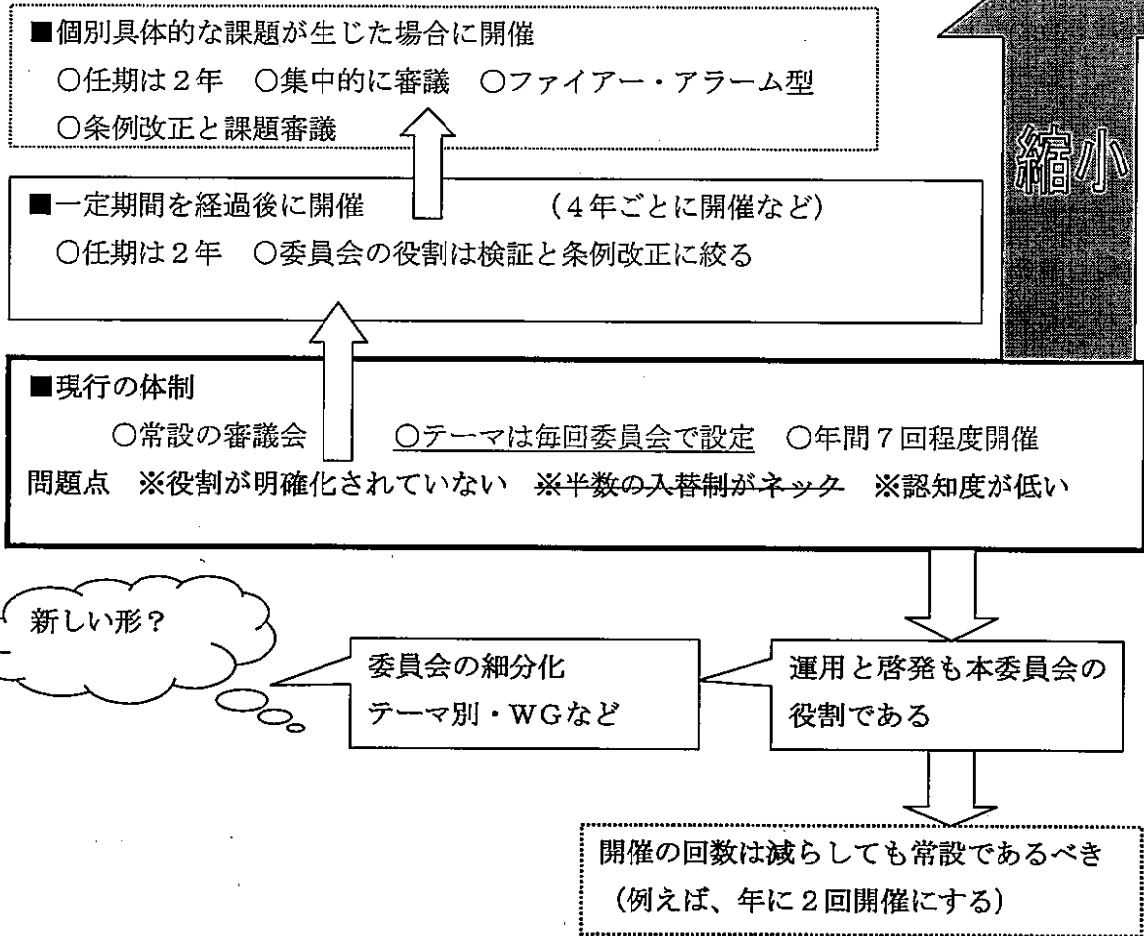 ■個別具体的な課題が生じた場合に開催
○任期は2年　○集中的に審議　○ファイアー・アラーム型
○条例改正と課題審議
縮小
■一定期間を経過後に開催　（4年ごとに開催など）
○任期は2年　○委員会の役割は検証と条例改正に絞る
■現行の体制
○常設の審議会　○テーマは毎回委員会で設定　○年間7回程度開催
問題点　※役割が明確化されていない　※半数の入替制がネック　※認知度が低い
新しい形？
委員会の細分化
テーマ別・WGなど
運用と啓発も本委員会の
役割である
開催の回数は減らしても常設であるべき
（例えば、年に2回開催にする）